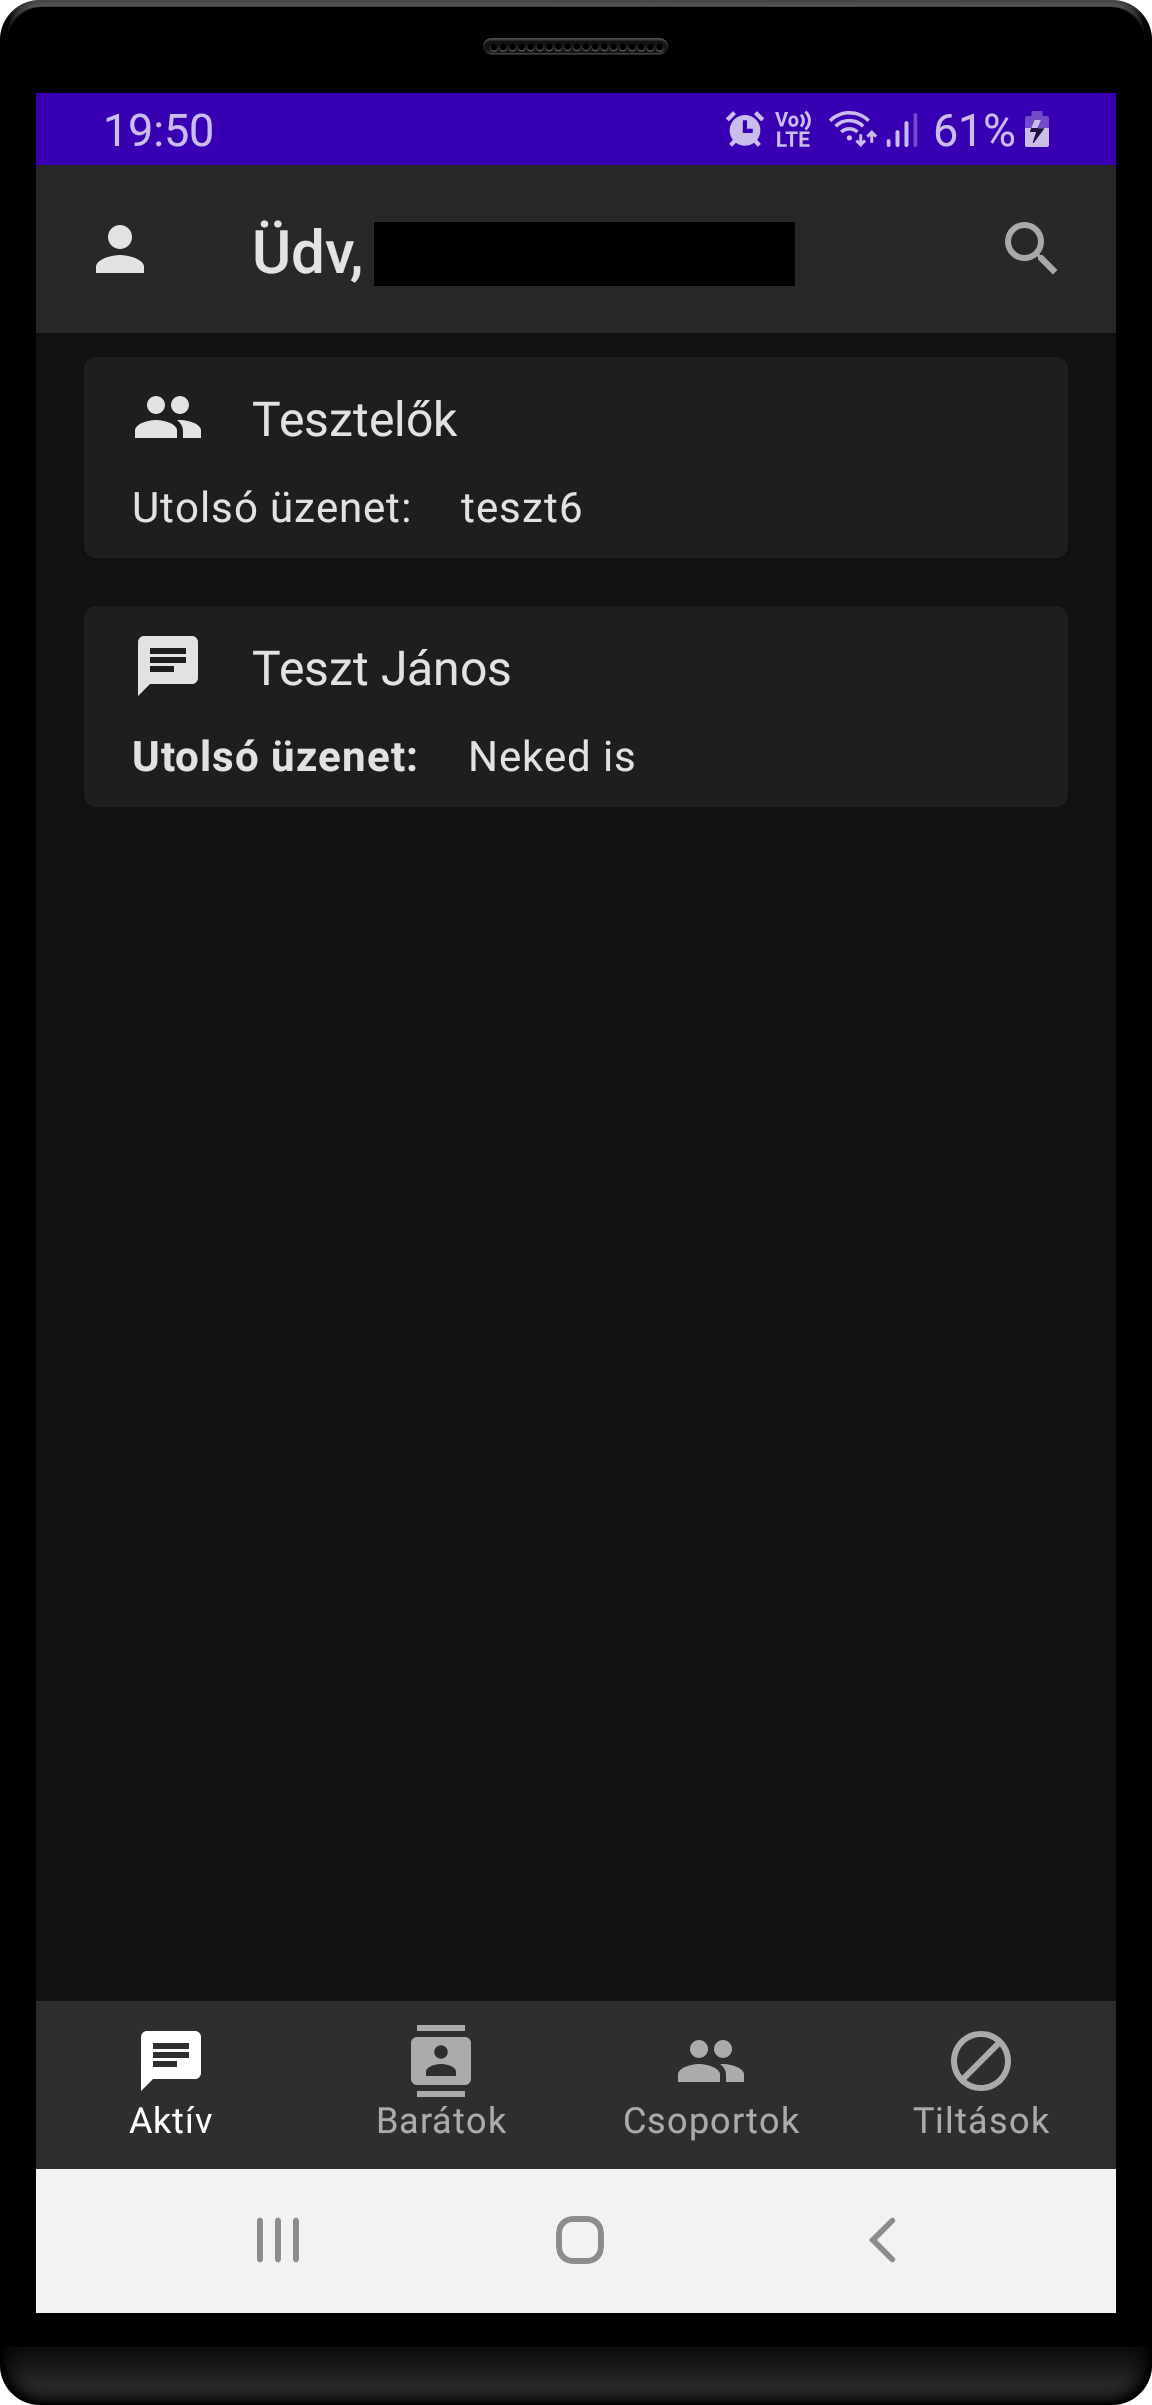 19:50 Vo)) LTE 61%
Üdv,
Tesztelők
Utolsó üzenet: teszt6
Teszt János
Utolsó üzenet: Neked is
Aktív Barátok Csoportok Tiltások